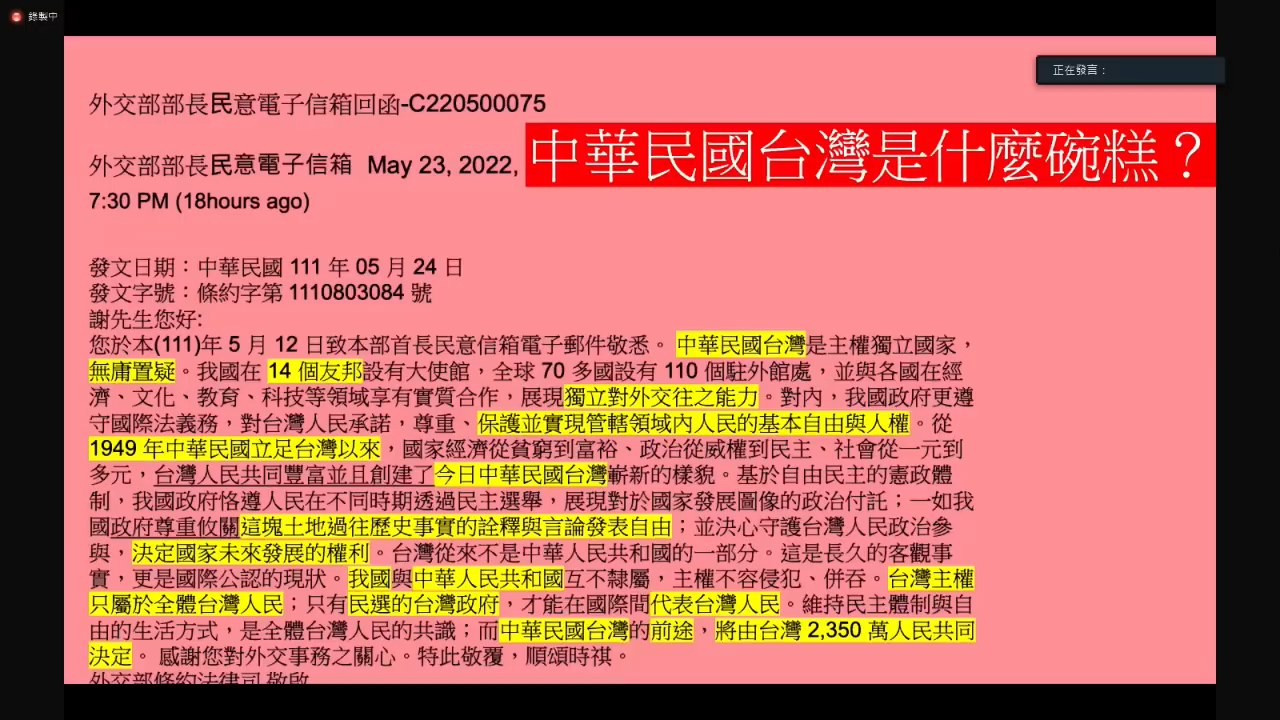 錄製中
正在發言：
外交部部長民意電子信箱回函-C220500075
中華民國台灣是什麼碗糕？
外交部部長民意電子信箱 May 23, 2022,
7:30 PM (18hours ago)
發文日期：中華民國 111 年 05 月 24 日
發文字號：條約字第 1110803084 號
謝先生您好:
您於本(111)年 5 月 12 日致本部首長民意信箱電子郵件敬悉。 中華民國台灣是主權獨立國家，
無庸置疑。我國在 14 個友邦設有大使館，全球 70 多國設有 110 個駐外館處，並與各國在經
濟、文化、教育、科技等領域享有實質合作，展現獨立對外交往之能力。對內，我國政府更遵
守國際法義務，對台灣人民承諾，尊重、保護並實現管轄領域內人民的基本自由與人權。從
1949 年中華民國立足台灣以來，國家經濟從貧窮到富裕、政治從威權到民主、社會從一元到
多元，台灣人民共同豐富並且創建了今日中華民國台灣嶄新的樣貌。基於自由民主的憲政體
制，我國政府恪遵人民在不同時期透過民主選舉，展現對於國家發展圖像的政治付託；一如我
國政府尊重攸關這塊土地過往歷史事實的詮釋與言論發表自由；並決心守護台灣人民政治參
與，決定國家未來發展的權利。台灣從來不是中華人民共和國的一部分。這是長久的客觀事
實，更是國際公認的現狀。我國與中華人民共和國互不隸屬，主權不容侵犯、併吞。台灣主權
只屬於全體台灣人民；只有民選的台灣政府，才能在國際間代表台灣人民。維持民主體制與自
由的生活方式，是全體台灣人民的共識；而中華民國台灣的前途，將由台灣 2,350 萬人民共同
決定。 感謝您對外交事務之關心。特此敬覆，順頌時祺。
外交部條約法律司 敬啟